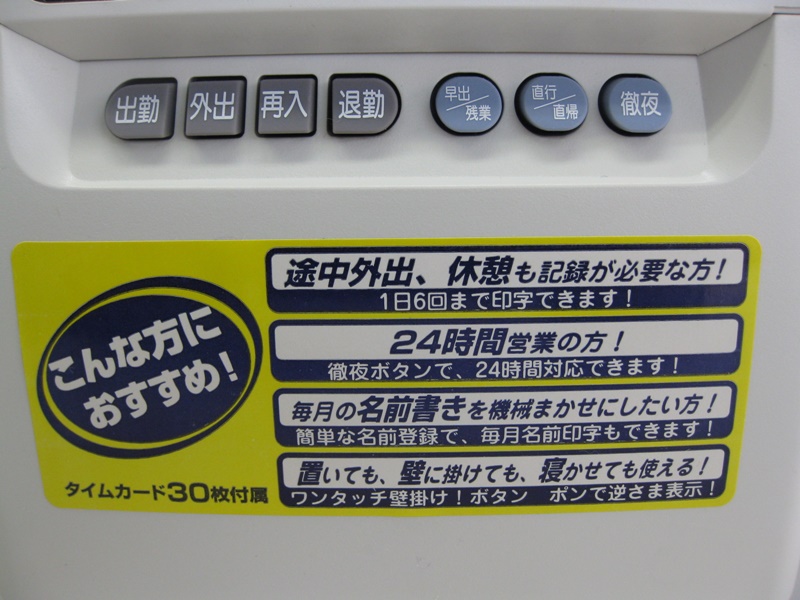 出勤
外出
再入
退勤
早出/残業
直行/直帰
徹夜
こんな方に
おすすめ!
タイムカード30枚付属
途中外出、休憩も記録が必要な方!
1日6回まで印字できます!
24時間営業の方!
徹夜ボタンで、24時間対応できます!
毎月の名前書きを機械まかせにしたい方!
簡単な名前登録で、毎月名前印字もできます!
置いても、壁に掛けても、寝かせても使える!
ワンタッチ壁掛け!ボタン ポンで逆さま表示!